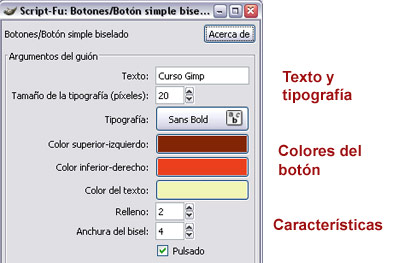 Script-Fu: Botones/Botón simple bise...
Botones/Botón simple biselado
Acerca de
Argumentos del guión
Texto: Curso Gimp
Tamaño de la tipografía (píxeles): 20
Tipografía: Sans Bold
Color superior-izquierdo:
Color inferior-derecho:
Color del texto:
Relleno: 2
Anchura del bisel: 4
Pulsado
Texto y
tipografía
Colores del
botón
Características